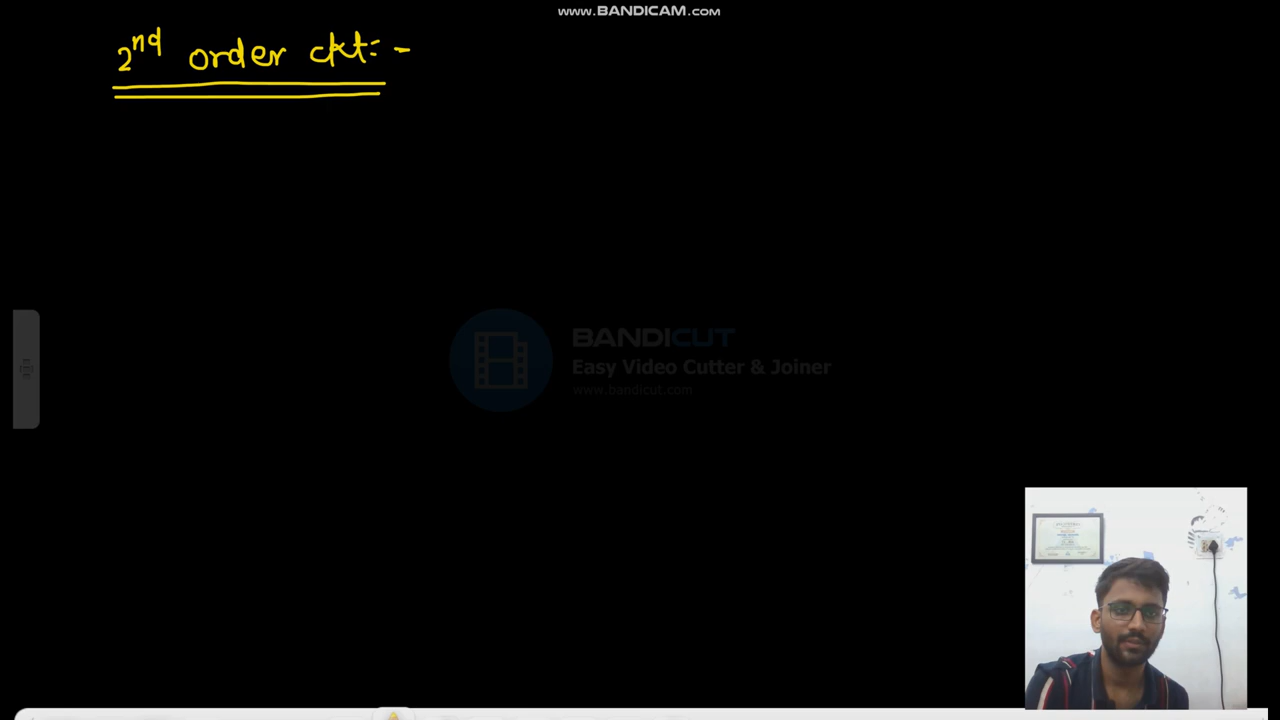 www.BANDICAM.com
2nd order ckt: -
BANDICUT
Easy Video Cutter & Joiner
www.bandicut.com